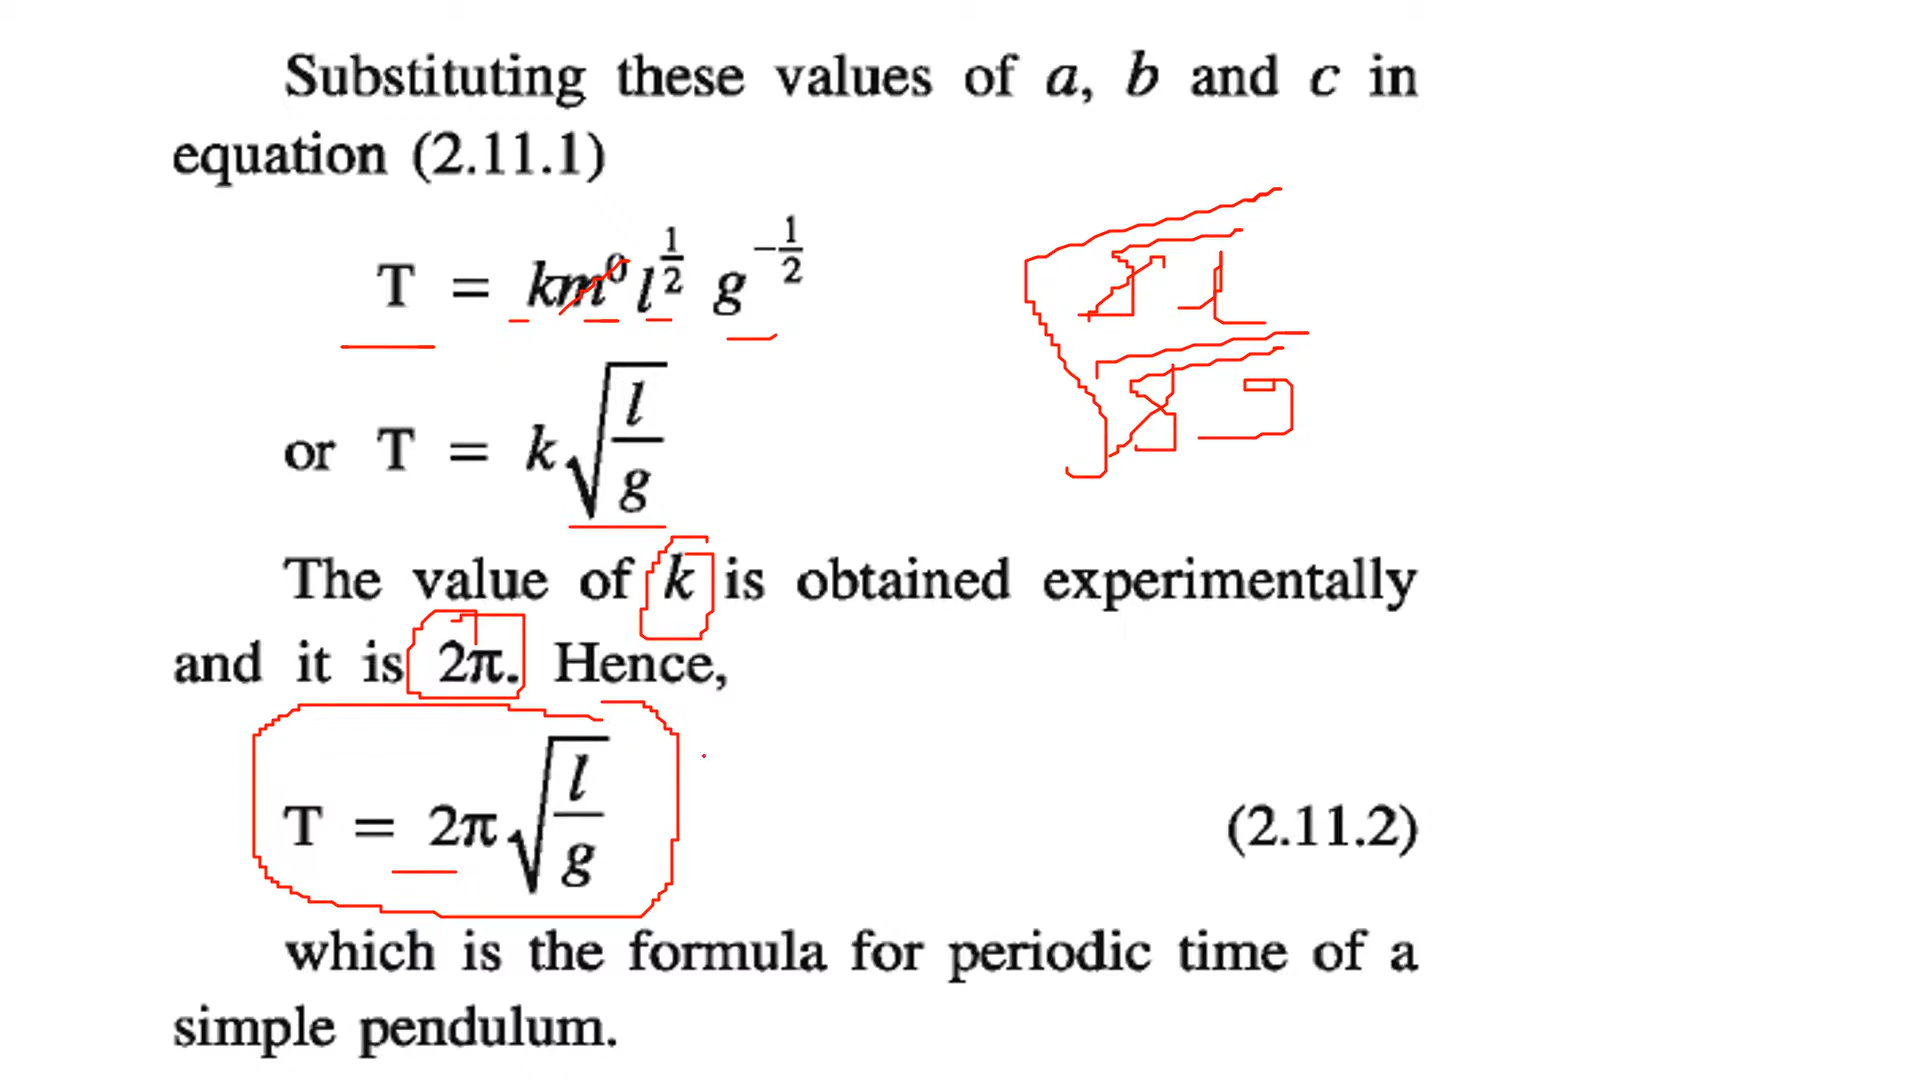 Substituting these values of a, b and c in
equation (2.11.1)
T = km⁰ l^½ g^-½
or T = k√(l/g)
The value of k is obtained experimentally
and it is 2π. Hence,
T = 2π√(l/g) (2.11.2)
which is the formula for periodic time of a
simple pendulum.